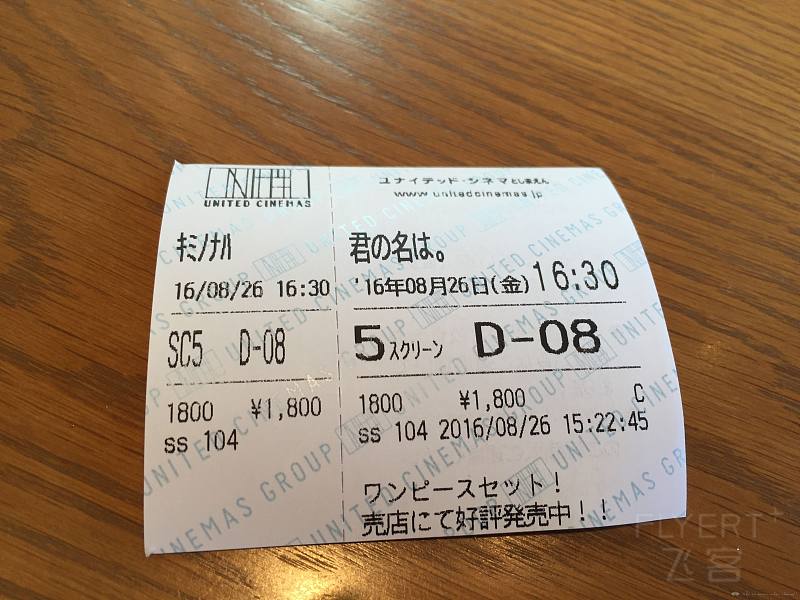 UNITED CINEMAS
ｷﾐﾉﾅﾊ
16/08/26 16:30
SC5 D-08
1800 ¥1,800
ss 104
ユナイテッド・シネマとしまえん
www.unitedcinemas.jp
君の名は。
'16年08月26日(金) 16:30
5スクリーン D-08
1800 ¥1,800 C
ss 104 2016/08/26 15:22:45
ワンピースセット！
売店にて好評発売中！！
UNITED CINEMAS GROUP
FLYERT+
飞客